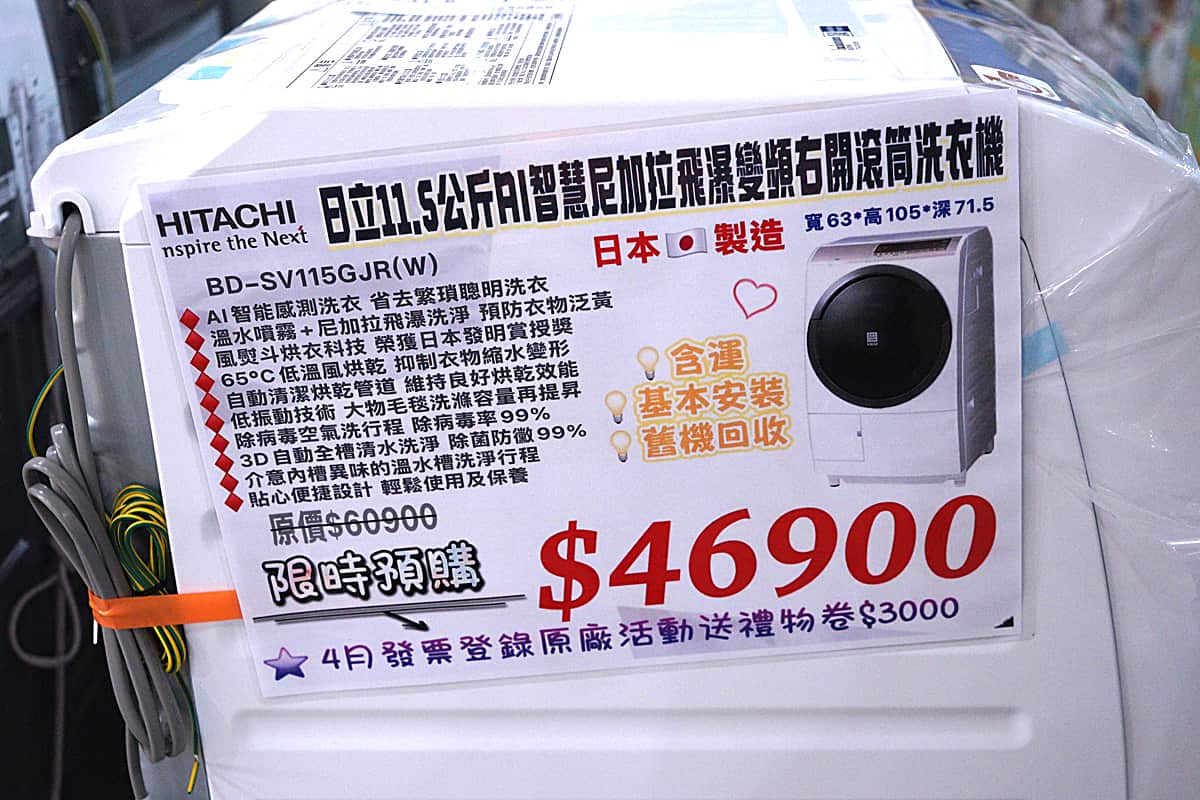 HITACHI
nspire the Next
日立11.5公斤AI智慧尼加拉飛瀑變頻右開滾筒洗衣機
寬63*高105*深71.5
日本製造
BD-SV115GJR(W)
AI智能感測洗衣 省去繁瑣聰明洗衣
溫水噴霧+尼加拉飛瀑洗淨 預防衣物泛黃
風熨斗烘衣科技 榮獲日本發明賞授獎
65°C低溫風烘乾 抑制衣物縮水變形
自動清潔烘乾管道 維持良好烘乾效能
低振動技術 大物毛毯洗滌容量再提昇
除病毒空氣洗行程 除病毒率99%
3D自動全槽清水洗淨 除菌防黴99%
介意內槽異味的溫水槽洗淨行程
貼心便捷設計 輕鬆使用及保養
含運
基本安裝
舊機回收
原價$60900
限時預購
$46900
4月發票登錄原廠活動送禮物卷$3000